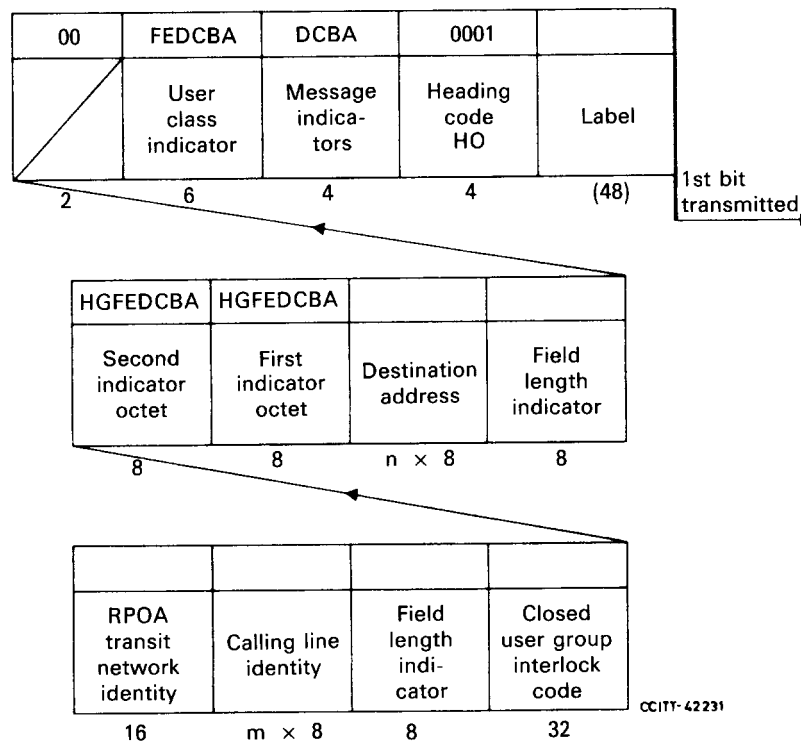 00 FEDCBA DCBA 0001
User class indicator
Message indica- tors
Heading code HO
Label
2 6 4 4 (48)
1st bit transmitted
HGFEDCBA HGFEDCBA
Second indicator octet
First indicator octet
Destination address
Field length indicator
8 8 n × 8 8
RPOA transit network identity
Calling line identity
Field length indi- cator
Closed user group interlock code
16 m × 8 8 32
CCITT-42231